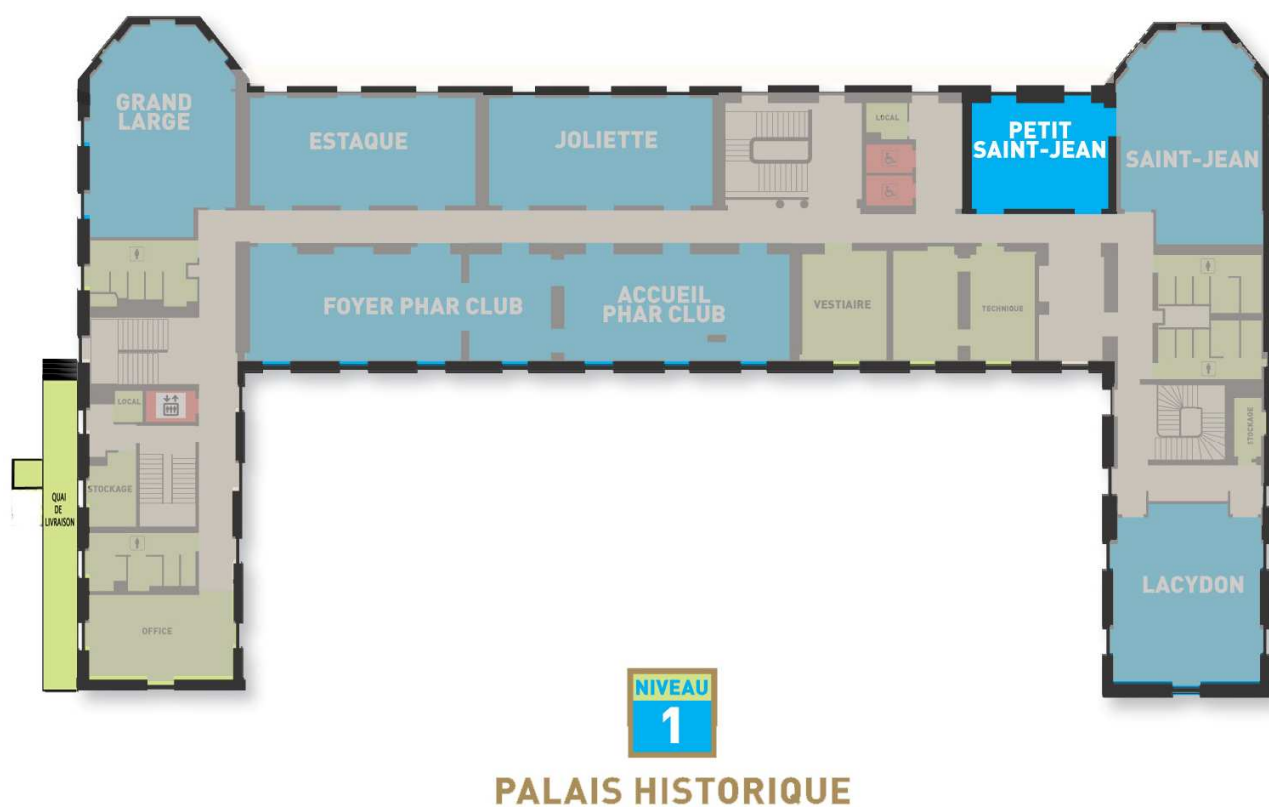 GRAND
LARGE
ESTAQUE
JOLIETTE
LOCAL
PETIT
SAINT-JEAN
SAINT-JEAN
FOYER PHAR CLUB
ACCUEIL
PHAR CLUB
VESTIAIRE
TECHNIQUE
LOCAL
STOCKAGE
STOCKAGE
QUAI
DE
LIVRAISON
OFFICE
LACYDON
NIVEAU
1
PALAIS HISTORIQUE